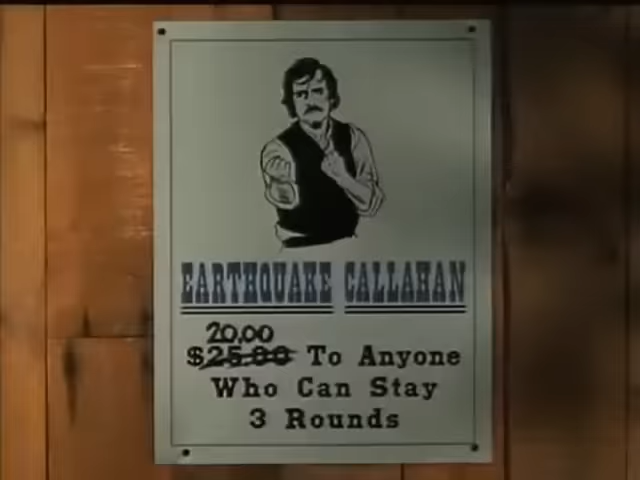 EARTHQUAKE CALLAHAN
20.00
$25.00 To Anyone
Who Can Stay
3 Rounds